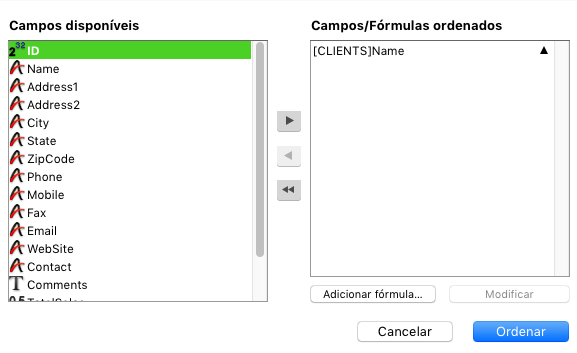 Campos disponíveis
2³² ID
Name
Address1
Address2
City
State
ZipCode
Phone
Mobile
Fax
Email
WebSite
Contact
Comments
Campos/Fórmulas ordenados
[CLIENTS]Name
Adicionar fórmula...
Modificar
Cancelar
Ordenar